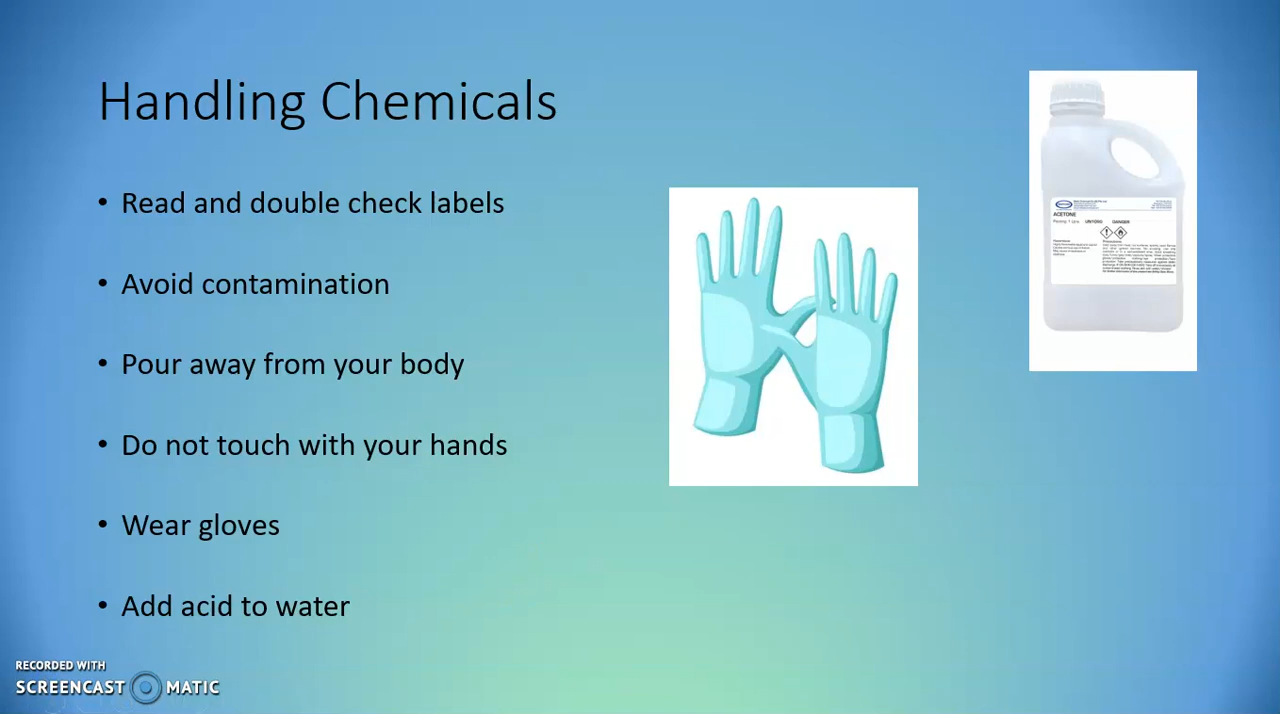 Handling Chemicals
• Read and double check labels
• Avoid contamination
• Pour away from your body
• Do not touch with your hands
• Wear gloves
• Add acid to water
ACETONE
DANGER
RECORDED WITH
SCREENCAST MATIC